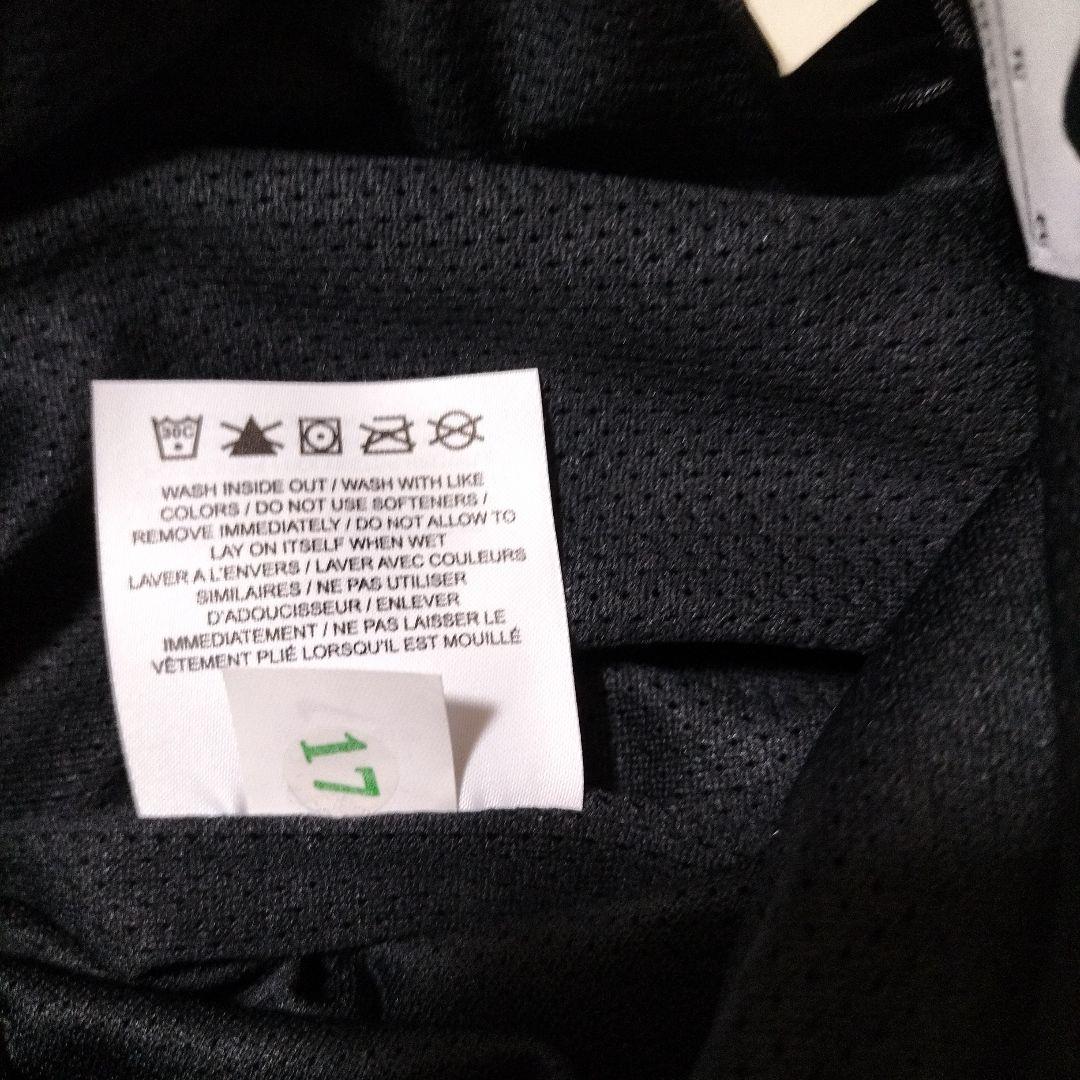 30C
WASH INSIDE OUT / WASH WITH LIKE
COLORS / DO NOT USE SOFTENERS /
REMOVE IMMEDIATELY / DO NOT ALLOW TO
LAY ON ITSELF WHEN WET
LAVER A L'ENVERS / LAVER AVEC COULEURS
SIMILAIRES / NE PAS UTILISER
D'ADOUCISSEUR / ENLEVER
IMMEDIATEMENT / NE PAS LAISSER LE
VÊTEMENT PLIÉ LORSQU'IL EST MOUILLÉ
17